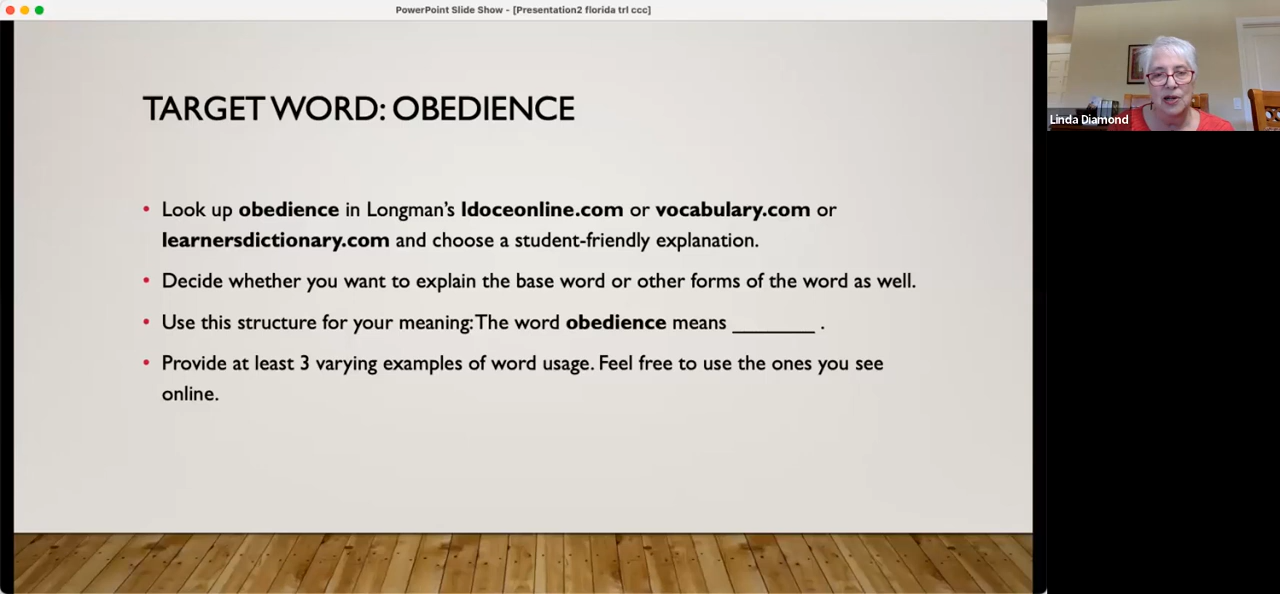 PowerPoint Slide Show - [Presentation2 florida trl ccc]
TARGET WORD: OBEDIENCE
• Look up obedience in Longman's ldoceonline.com or vocabulary.com or
learnersdictionary.com and choose a student-friendly explanation.
• Decide whether you want to explain the base word or other forms of the word as well.
• Use this structure for your meaning: The word obedience means ________ .
• Provide at least 3 varying examples of word usage. Feel free to use the ones you see
online.
Linda Diamond